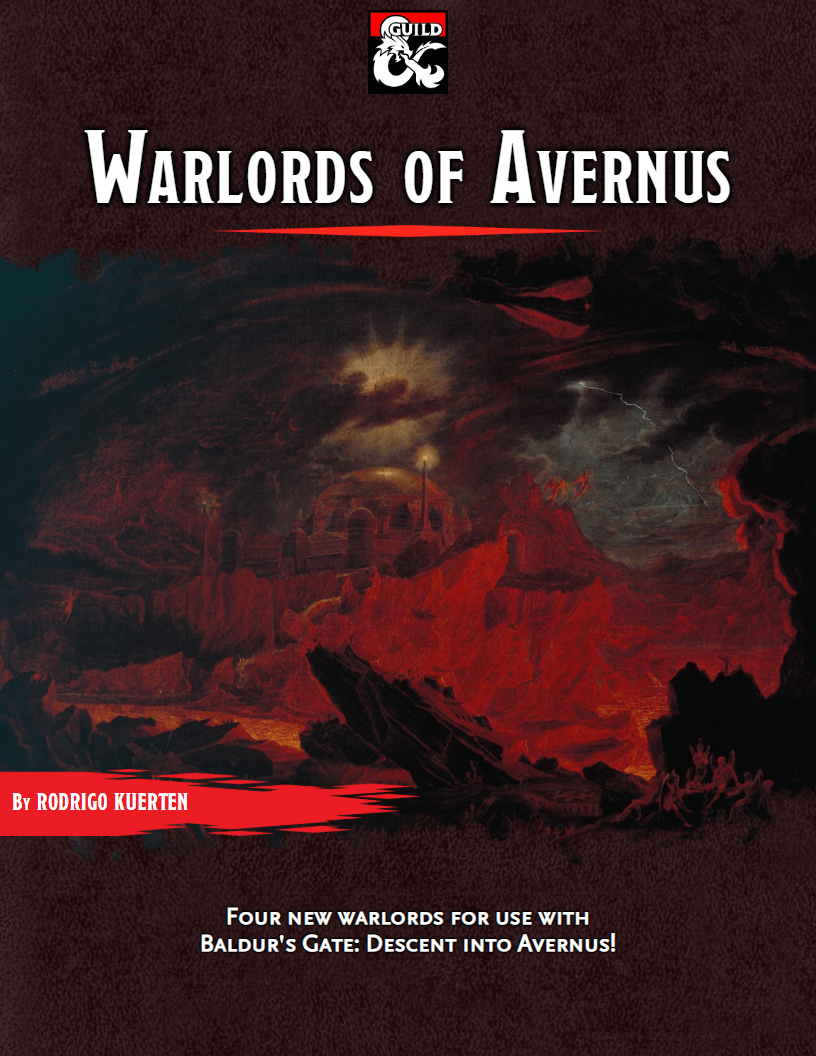 GUILD
WARLORDS OF AVERNUS
BY RODRIGO KUERTEN
FOUR NEW WARLORDS FOR USE WITH
BALDUR'S GATE: DESCENT INTO AVERNUS!